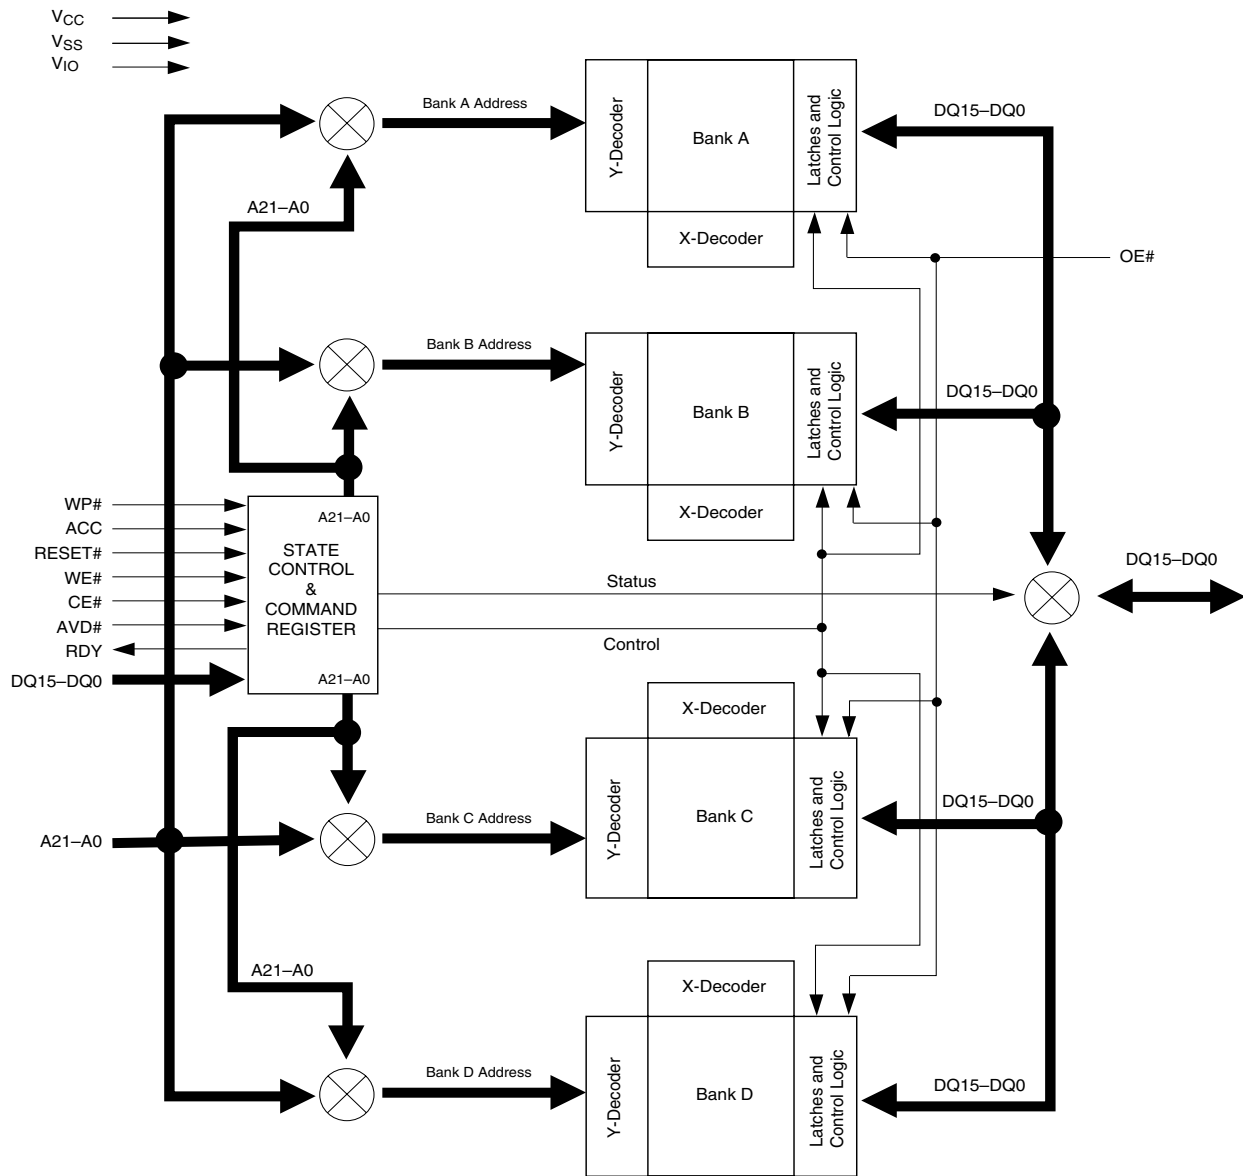 VCC
VSS
VIO
Bank A Address
Y-Decoder
Bank A
Latches and
Control Logic
DQ15–DQ0
A21–A0
X-Decoder
OE#
Bank B Address
Y-Decoder
Bank B
Latches and
Control Logic
DQ15–DQ0
X-Decoder
WP#
ACC
RESET#
WE#
CE#
AVD#
RDY
DQ15–DQ0
A21–A0
STATE
CONTROL
&
COMMAND
REGISTER
A21–A0
Status
Control
DQ15–DQ0
X-Decoder
A21–A0
Bank C Address
Y-Decoder
Bank C
Latches and
Control Logic
DQ15–DQ0
A21–A0
X-Decoder
Bank D Address
Y-Decoder
Bank D
Latches and
Control Logic
DQ15–DQ0